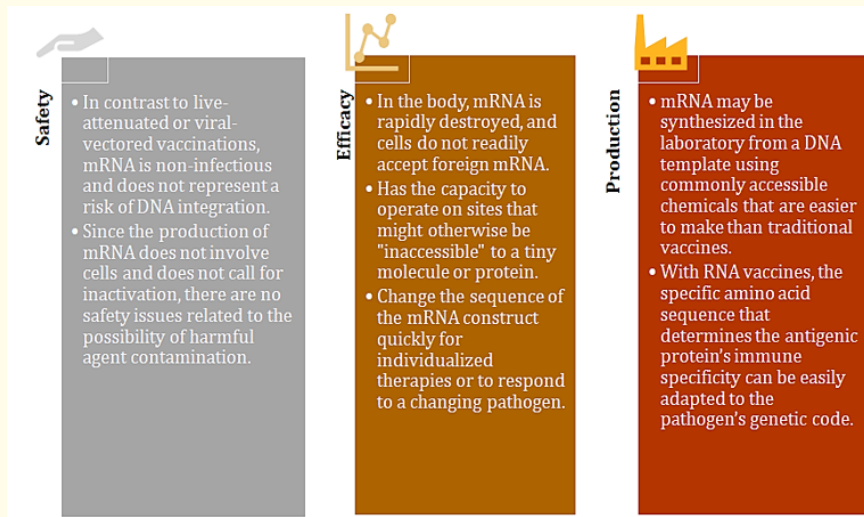 Safety
• In contrast to live-
attenuated or viral-
vectored vaccinations,
mRNA is non-infectious
and does not represent a
risk of DNA integration.
• Since the production of
mRNA does not involve
cells and does not call for
inactivation, there are no
safety issues related to the
possibility of harmful
agent contamination.
Efficacy
• In the body, mRNA is
rapidly destroyed, and
cells do not readily
accept foreign mRNA.
• Has the capacity to
operate on sites that
might otherwise be
"inaccessible" to a tiny
molecule or protein.
• Change the sequence of
the mRNA construct
quickly for
individualized
therapies or to respond
to a changing pathogen.
Production
• mRNA may be
synthesized in the
laboratory from a DNA
template using
commonly accessible
chemicals that are easier
to make than traditional
vaccines.
• With RNA vaccines, the
specific amino acid
sequence that
determines the antigenic
protein's immune
specificity can be easily
adapted to the
pathogen's genetic code.